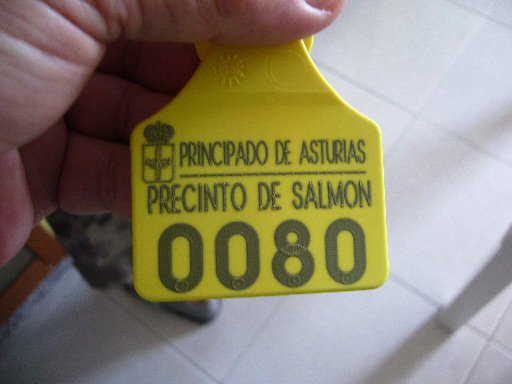 PRINCIPADO DE ASTURIAS
PRECINTO DE SALMON
0080